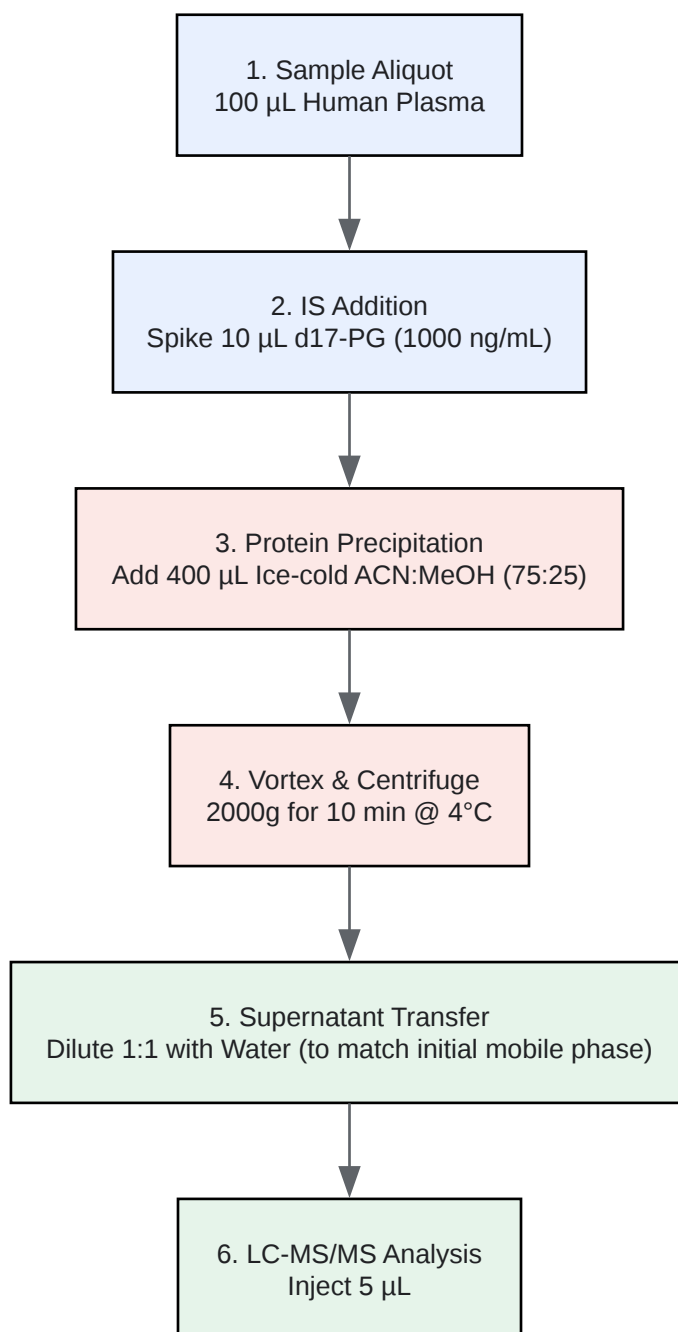 1. Sample Aliquot
100 µL Human Plasma
2. IS Addition
Spike 10 µL d17-PG (1000 ng/mL)
3. Protein Precipitation
Add 400 µL Ice-cold ACN:MeOH (75:25)
4. Vortex & Centrifuge
2000g for 10 min @ 4°C
5. Supernatant Transfer
Dilute 1:1 with Water (to match initial mobile phase)
6. LC-MS/MS Analysis
Inject 5 µL